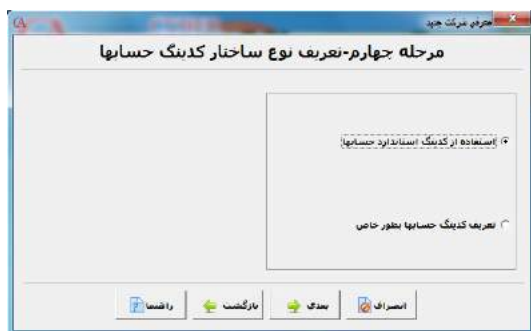 معرفی شرکت جدید
مرحله چهارم-تعریف نوع ساختار کدینگ حسابها
استفاده از کدینگ استاندارد حسابها
تعریف کدینگ حسابها بطور خاص
انصراف بعدی بازگشت راهنما